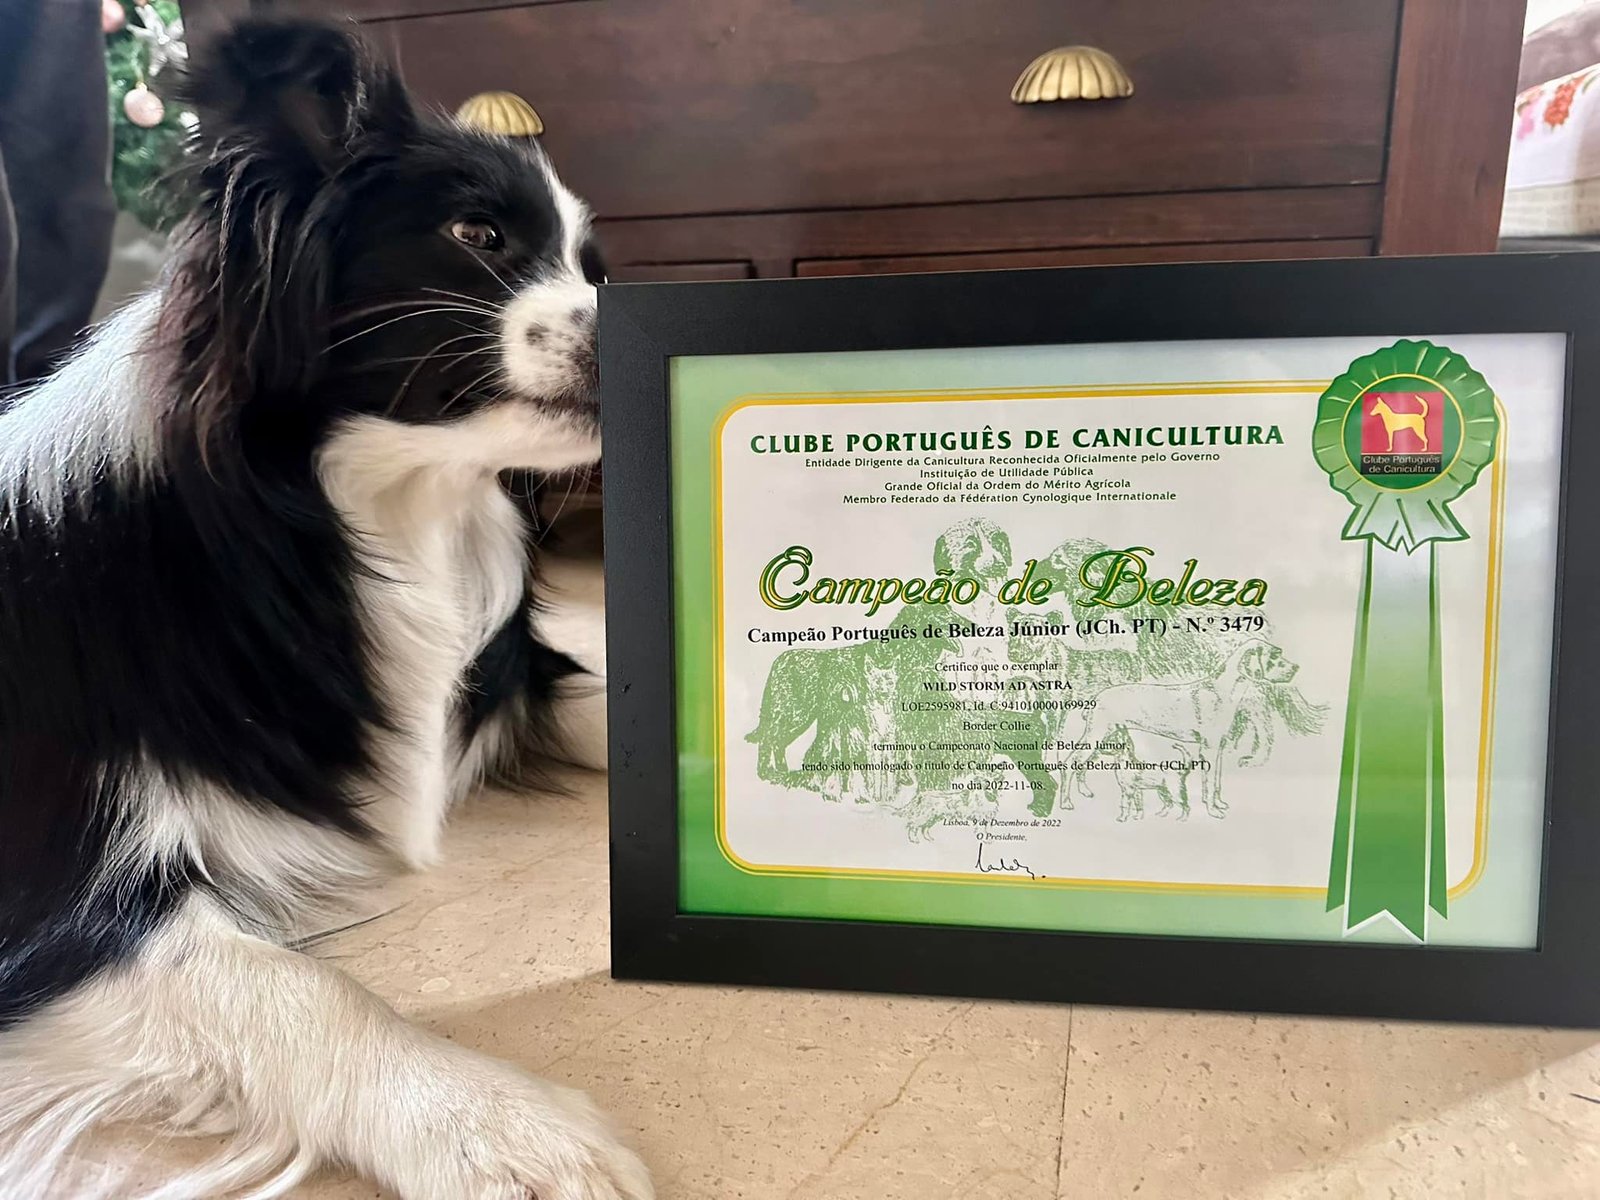 CLUBE PORTUGUÊS DE CANICULTURA
Entidade Dirigente da Canicultura Reconhecida Oficialmente pelo Governo
Instituição de Utilidade Pública
Grande Oficial da Ordem do Mérito Agrícola
Membro Federado da Fédération Cynologique Internationale
Clube Português
de Canicultura
Campeão de Beleza
Campeão Português de Beleza Júnior (JCh. PT) - N.º 3479
Certifico que o exemplar
WILD STORM AD ASTRA
LOE2595981, Id. C:941010000169929
Border Collie
terminou o Campeonato Nacional de Beleza Júnior,
tendo sido homologado o título de Campeão Português de Beleza Júnior (JCh. PT)
no dia 2022-11-08.
Lisboa, 9 de Dezembro de 2022
O Presidente,